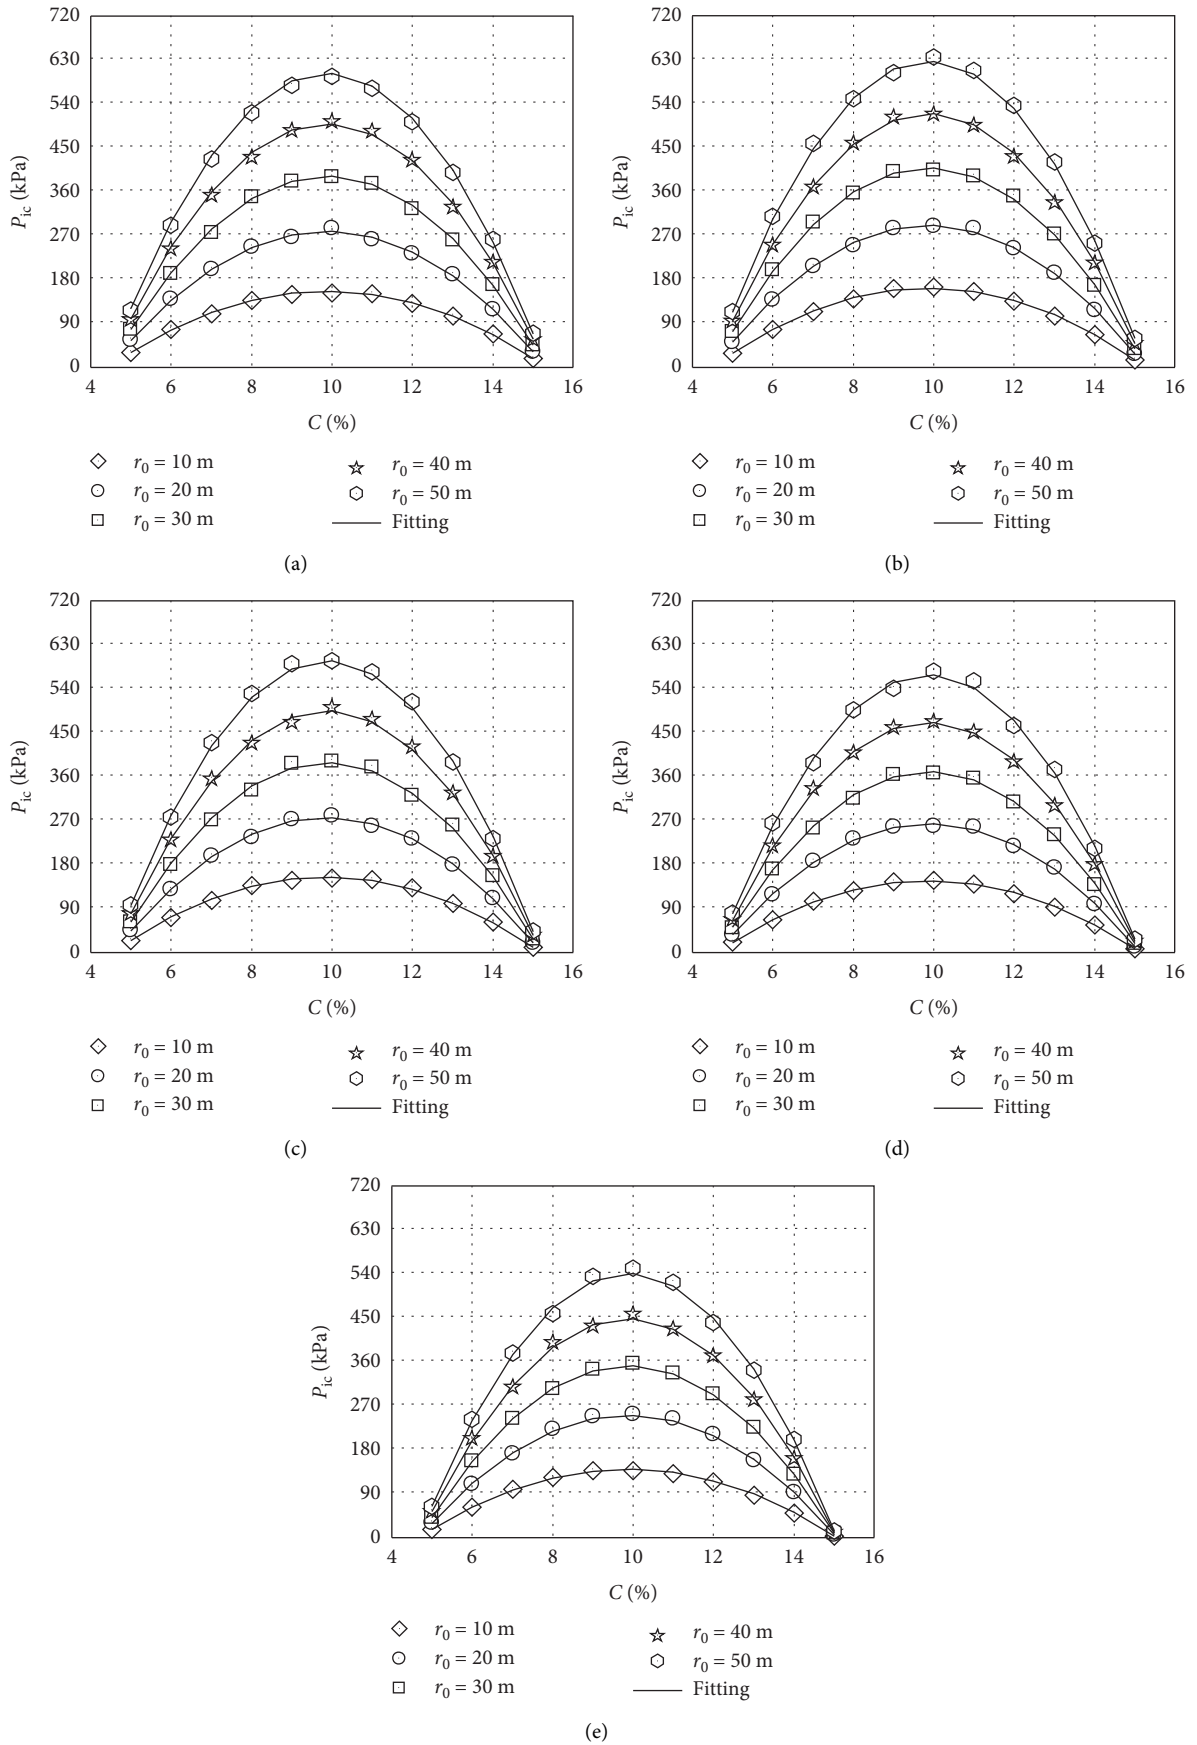 720
630
540
450
360
270
180
90
0
P_ic (kPa)
4 6 8 10 12 14 16
C (%)
r_0 = 10 m
r_0 = 20 m
r_0 = 30 m
r_0 = 40 m
r_0 = 50 m
Fitting
(a)
720
630
540
450
360
270
180
90
0
P_ic (kPa)
4 6 8 10 12 14 16
C (%)
r_0 = 10 m
r_0 = 20 m
r_0 = 30 m
r_0 = 40 m
r_0 = 50 m
Fitting
(b)
720
630
540
450
360
270
180
90
0
P_ic (kPa)
4 6 8 10 12 14 16
C (%)
r_0 = 10 m
r_0 = 20 m
r_0 = 30 m
r_0 = 40 m
r_0 = 50 m
Fitting
(c)
720
630
540
450
360
270
180
90
0
P_ic (kPa)
4 6 8 10 12 14 16
C (%)
r_0 = 10 m
r_0 = 20 m
r_0 = 30 m
r_0 = 40 m
r_0 = 50 m
Fitting
(d)
720
630
540
450
360
270
180
90
0
P_ic (kPa)
4 6 8 10 12 14 16
C (%)
r_0 = 10 m
r_0 = 20 m
r_0 = 30 m
r_0 = 40 m
r_0 = 50 m
Fitting
(e)